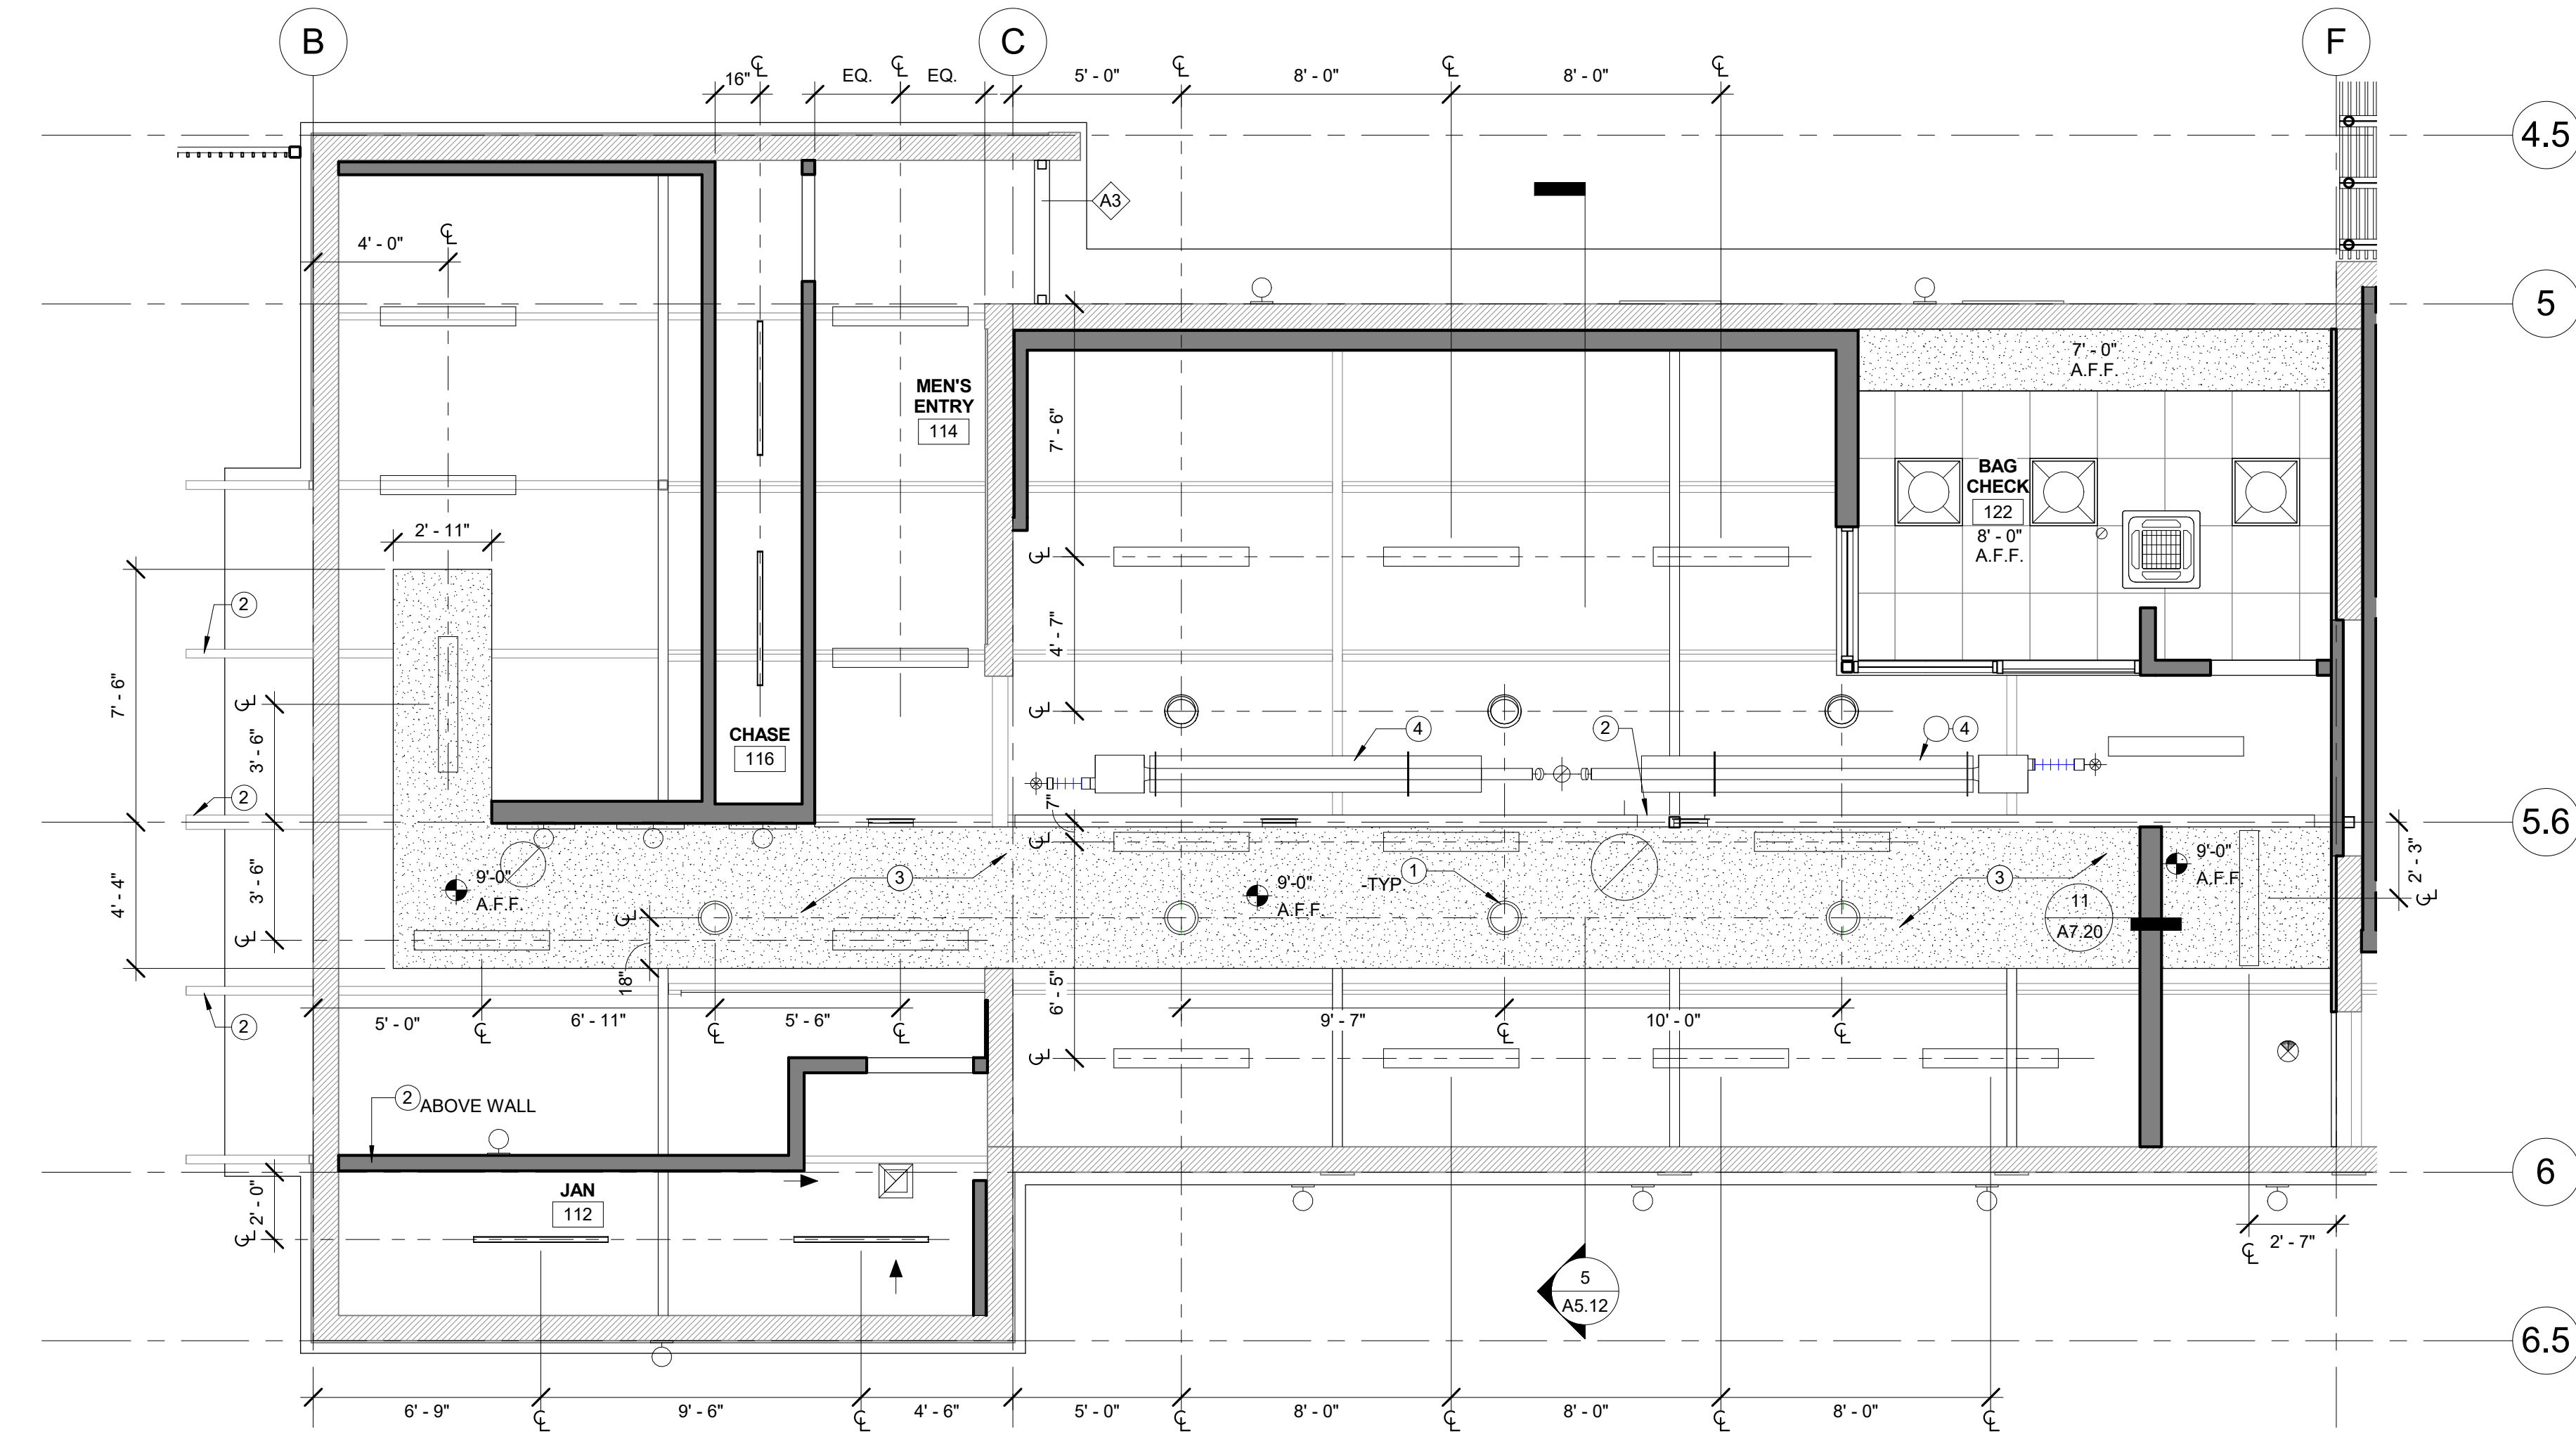 B
C
F
16"
EQ.
EQ.
5' - 0"
8' - 0"
8' - 0"
4.5
A3
4' - 0"
5
7' - 0"
A.F.F.
MEN'S
ENTRY
114
7' - 6"
BAG
CHECK
122
8' - 0"
A.F.F.
2' - 11"
2
4' - 7"
7' - 6"
3' - 6"
CHASE
116
4
2
4
2
7"
5.6
3' - 6"
4' - 4"
9'-0"
A.F.F.
3
9'-0"
A.F.F.
-TYP.
1
3
9'-0"
A.F.F.
2' - 3"
11
A7.20
18"
6' - 5"
2
5' - 0"
6' - 11"
5' - 6"
9' - 7"
10' - 0"
2
ABOVE WALL
6
2' - 0"
JAN
112
2' - 7"
5
A5.12
6.5
6' - 9"
9' - 6"
4' - 6"
5' - 0"
8' - 0"
8' - 0"
8' - 0"